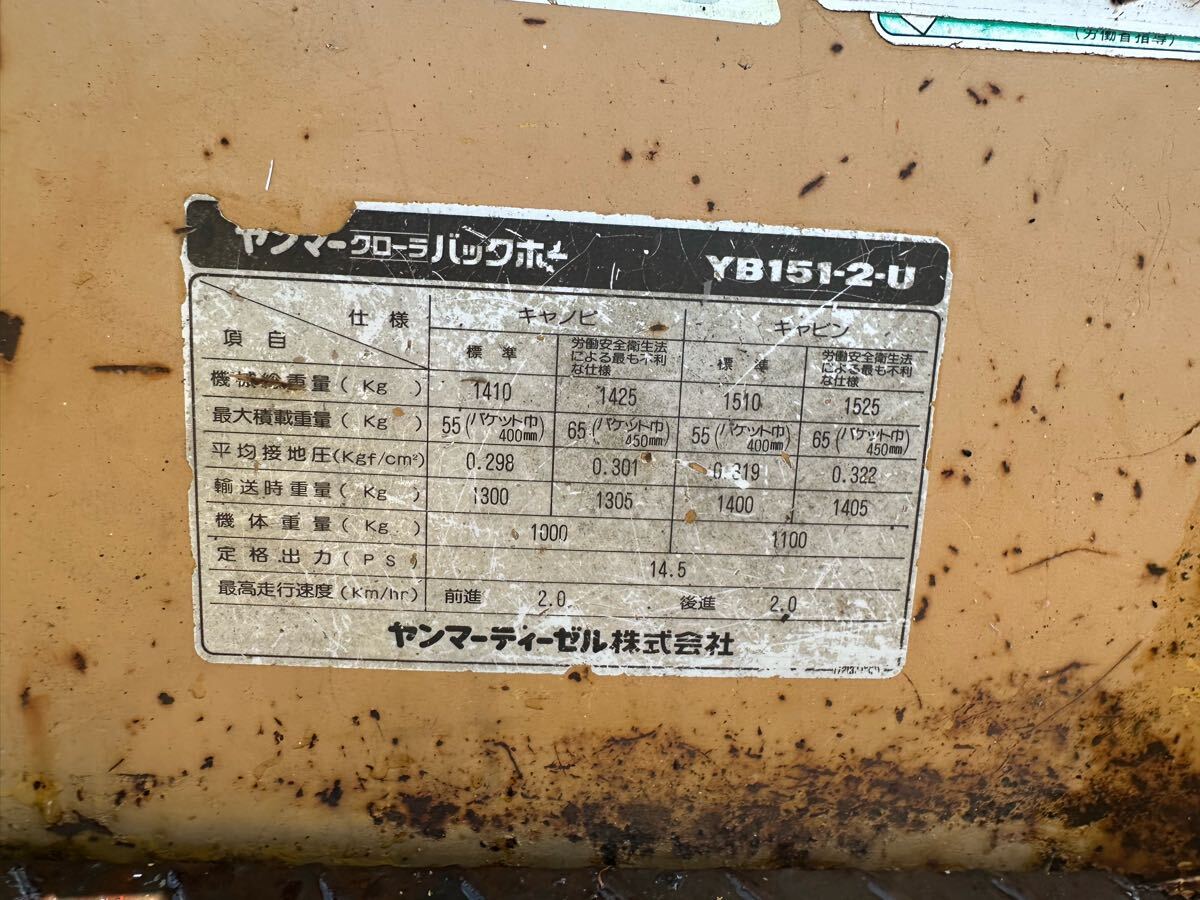 (労働省指導)
ヤンマークローラバックホー YB151-2-U
仕様 キャノピ キャビン
項目 標準 労働安全衛生法による最も不利な仕様 標準 労働安全衛生法による最も不利な仕様
機械総重量(Kg) 1410 1425 1510 1525
最大積載重量(Kg) 55(バケット巾400mm) 65(バケット巾450mm) 55(バケット巾400mm) 65(バケット巾450mm)
平均接地圧(Kgf/cm²) 0.298 0.301 0.319 0.322
輸送時重量(Kg) 1300 1305 1400 1405
機体重量(Kg) 1000 1100
定格出力(PS) 14.5
最高走行速度(Km/hr) 前進 2.0 後進 2.0
ヤンマーディーゼル株式会社